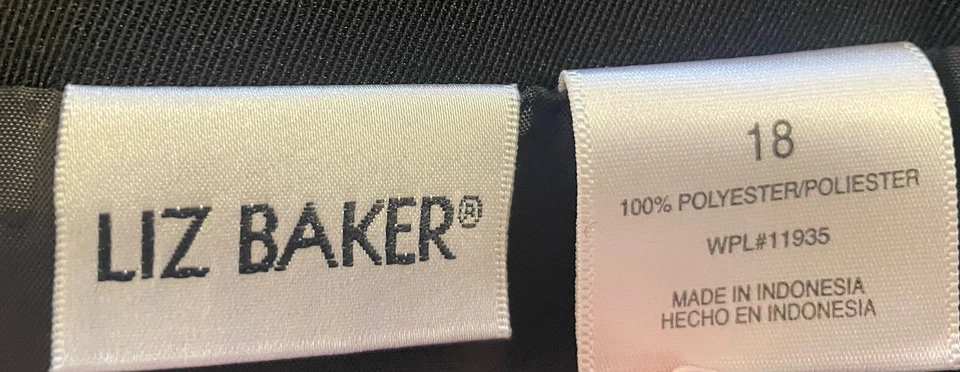 LIZ BAKER®
18
100% POLYESTER/POLIESTER
WPL#11935
MADE IN INDONESIA
HECHO EN INDONESIA